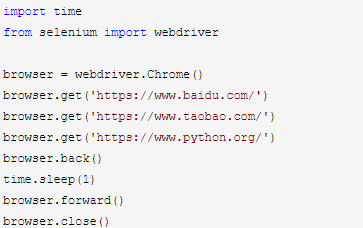 import time
from selenium import webdriver
browser = webdriver.Chrome()
browser.get('https://www.baidu.com/')
browser.get('https://www.taobao.com/')
browser.get('https://www.python.org/')
browser.back()
time.sleep(1)
browser.forward()
browser.close()